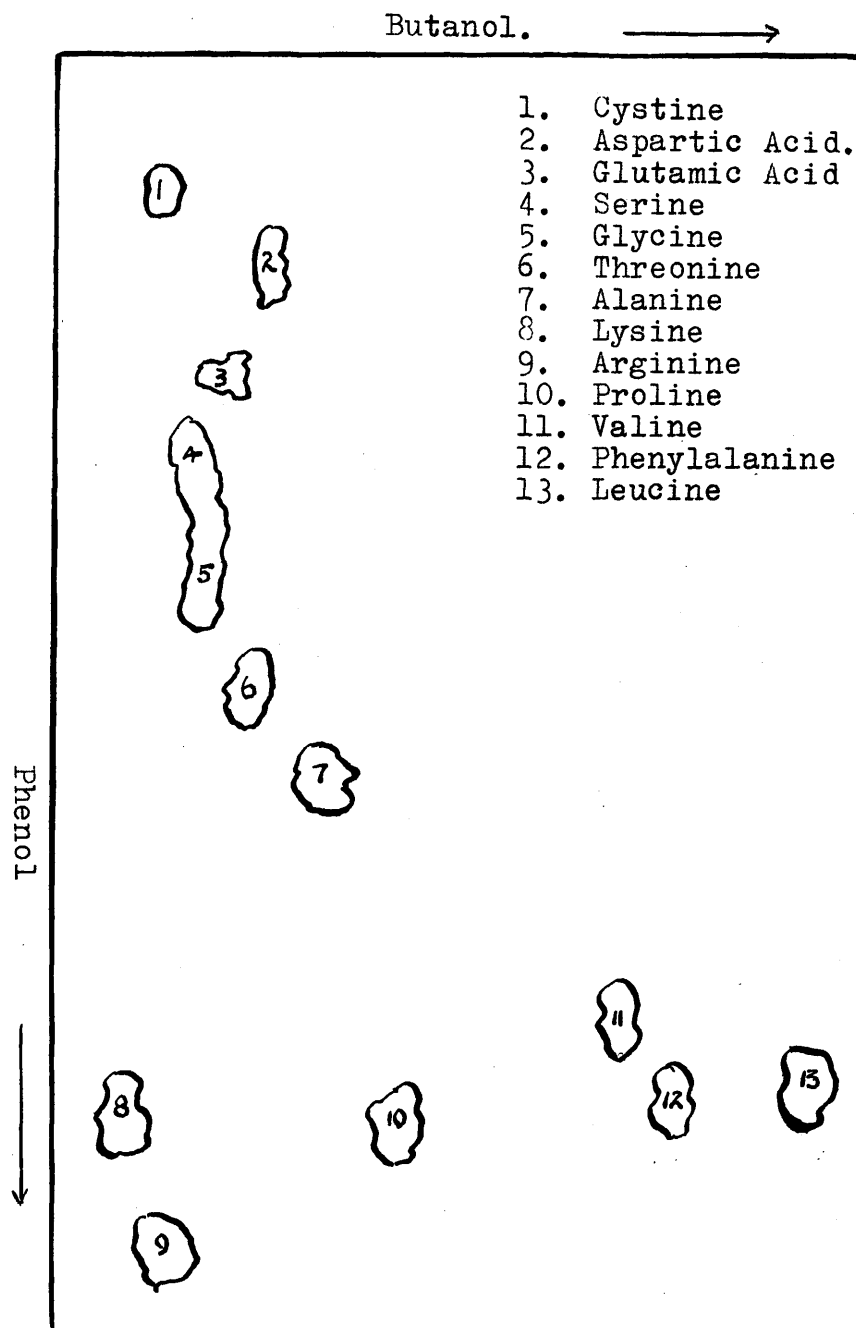 Butanol.
1. Cystine
2. Aspartic Acid.
3. Glutamic Acid
4. Serine
5. Glycine
6. Threonine
7. Alanine
8. Lysine
9. Arginine
10. Proline
11. Valine
12. Phenylalanine
13. Leucine
1
2
3
4
5
6
7
Phenol
11
13
12
8
10
9